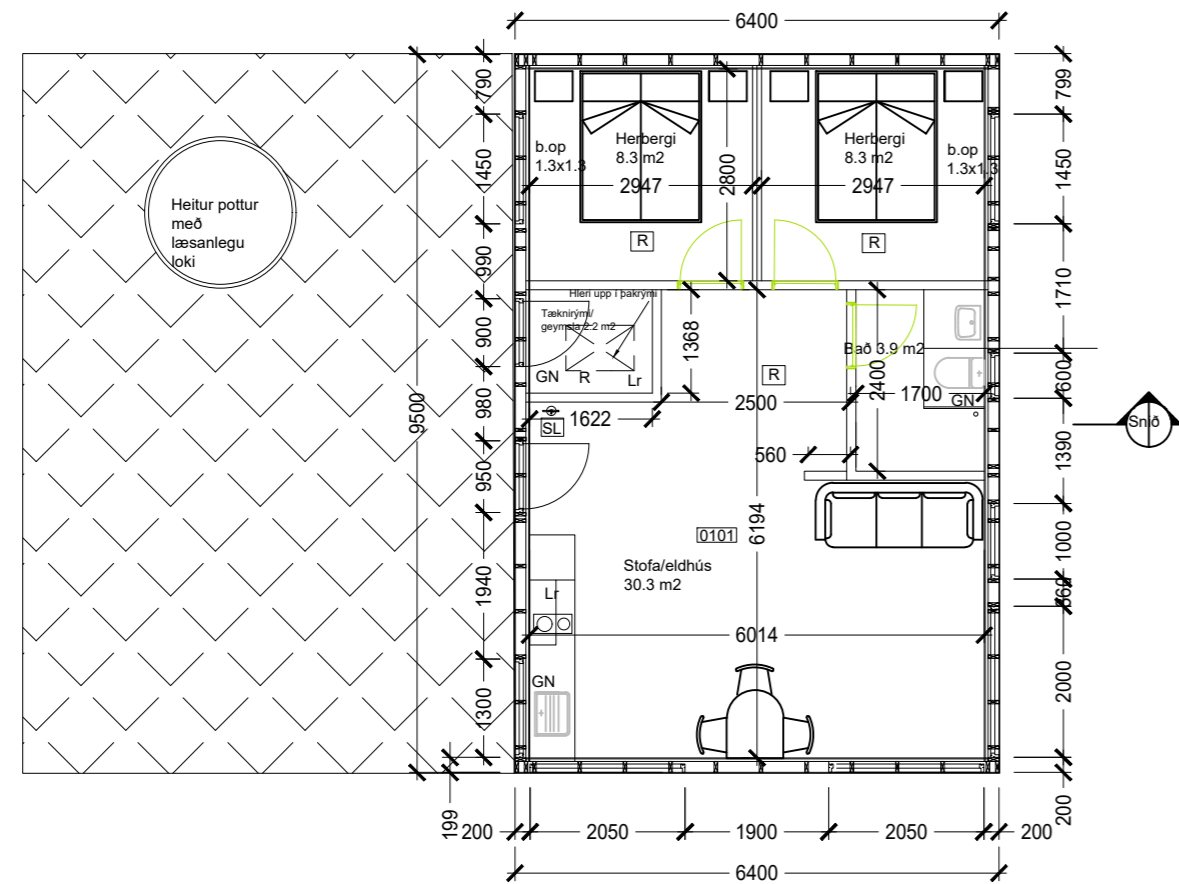 6400
790
1450
990
900
980
950
1940
1300
199
9500
799
1450
1710
600
1390
1000
360
2000
200
Heitur pottur
með
læsanlegu
loki
b.op
1.3x1.3
Herbergi
8.3 m2
2947
2800
R
Herbergi
8.3 m2
b.op
1.3x1.3
2947
R
Hleri upp í þakrými
Tæknirými/
geymsla 2.2 m2
GN
R
Lr
1368
R
Bað 3.9 m2
2400
1700
GN
2500
1622
SL
560
Snið
0101
6194
Stofa/eldhús
30.3 m2
Lr
6014
GN
200
2050
1900
2050
200
6400